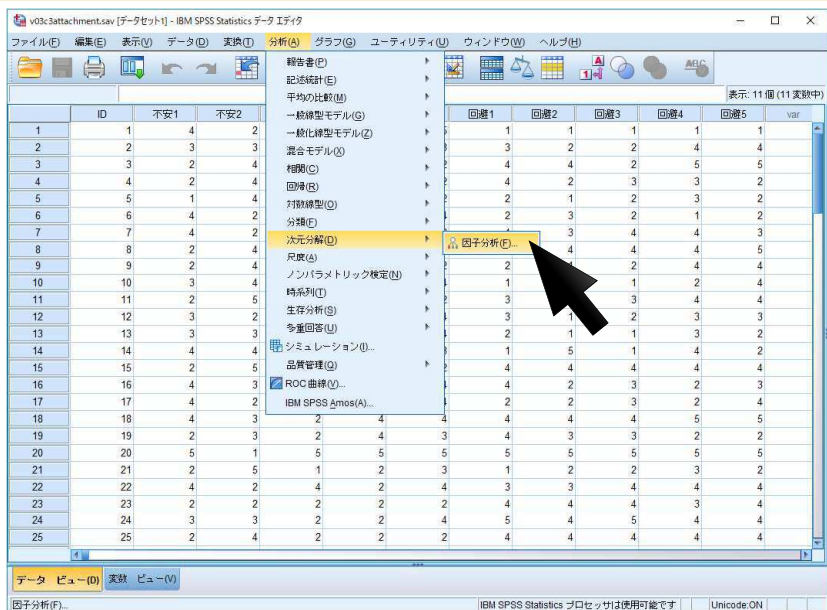 v03c3attachment.sav [データセット1] - IBM SPSS Statistics データ エディタ
ファイル(F) 編集(E) 表示(V) データ(D) 変換(T) 分析(A) グラフ(G) ユーティリティ(U) ウィンドウ(W) ヘルプ(H)
表示: 11個 (11変数中)
報告書(P)
記述統計(E)
平均の比較(M)
一般線型モデル(G)
一般化線型モデル(Z)
混合モデル(X)
相関(C)
回帰(R)
対数線型(O)
分類(F)
次元分解(D)
因子分析(F)...
尺度(A)
ノンパラメトリック検定(N)
時系列(T)
生存分析(S)
多重回答(U)
シミュレーション(I)...
品質管理(Q)
ROC 曲線(V)...
IBM SPSS Amos(A)...
ID 不安1 不安2 回避1 回避2 回避3 回避4 回避5 var
1 1 4 2 1 1 1 1 1
2 2 3 3 3 2 2 4 4
3 3 2 4 4 4 2 5 5
4 4 2 4 4 2 3 3 2
5 5 1 4 2 1 2 3 2
6 6 4 2 2 3 2 1 2
7 7 4 2 3 4 4 3
8 8 2 4 4 4 5
9 9 2 4 2 2 4 4
10 10 3 4 1 1 2 4
11 11 2 5 3 3 4 4
12 12 3 2 3 1 2 3 3
13 13 3 3 2 1 1 3 2
14 14 4 4 1 5 1 4 2
15 15 2 5 4 4 4 4 4
16 16 4 3 4 2 3 2 3
17 17 4 2 2 2 3 2 4
18 18 4 3 2 4 4 4 4 4 5 5
19 19 2 3 2 4 3 4 3 3 2 2
20 20 5 1 5 5 5 5 5 5 5 5
21 21 2 5 1 2 3 1 2 2 3 2
22 22 4 2 4 2 4 3 3 4 4 4
23 23 2 2 2 2 2 4 4 4 3 4
24 24 3 3 2 2 4 5 4 5 4 4
25 25 2 4 2 2 2 4 4 4 4 4
データ ビュー(D) 変数 ビュー(V)
因子分析(F)... IBM SPSS Statistics プロセッサは使用可能です Unicode:ON